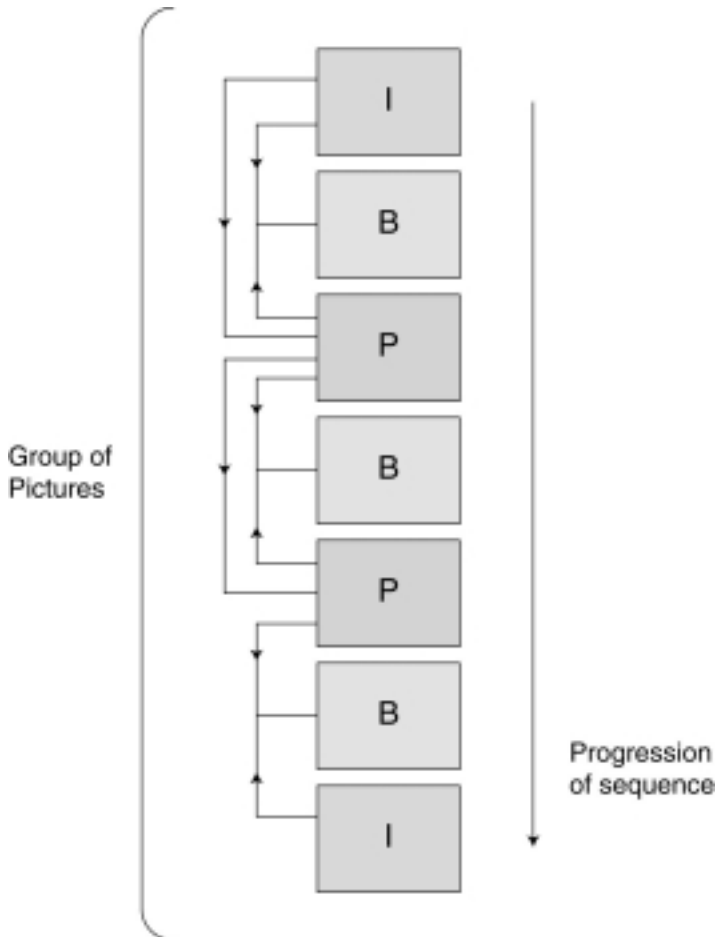 I
B
P
B
Group of
Pictures
P
B
Progression
of sequence
I